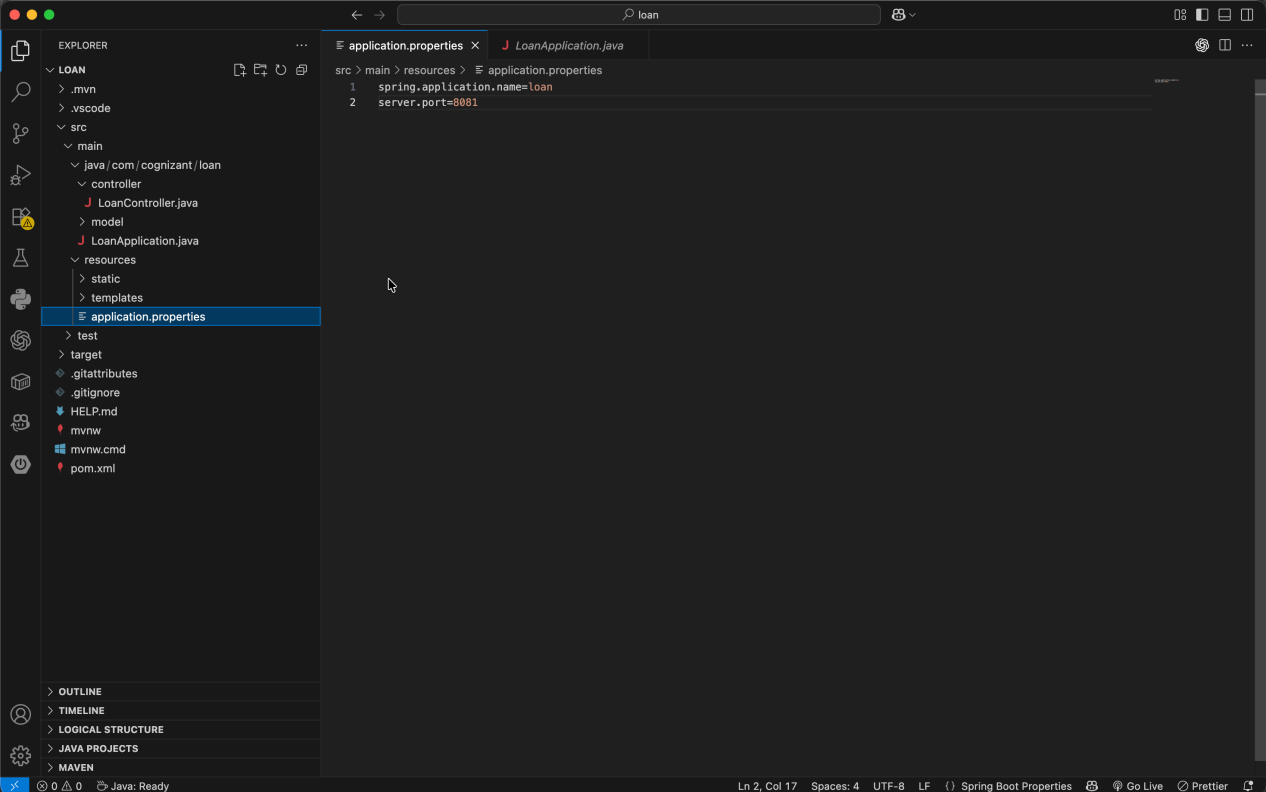 loan
EXPLORER
LOAN
.mvn
.vscode
src
main
java/com/cognizant/loan
controller
LoanController.java
model
LoanApplication.java
resources
static
templates
application.properties
test
target
.gitattributes
.gitignore
HELP.md
mvnw
mvnw.cmd
pom.xml
OUTLINE
TIMELINE
LOGICAL STRUCTURE
JAVA PROJECTS
MAVEN
application.properties
LoanApplication.java
src > main > resources > application.properties
1 spring.application.name=loan
2 server.port=8081
0 0 Java: Ready
Ln 2, Col 17 Spaces: 4 UTF-8 LF {} Spring Boot Properties Go Live Prettier